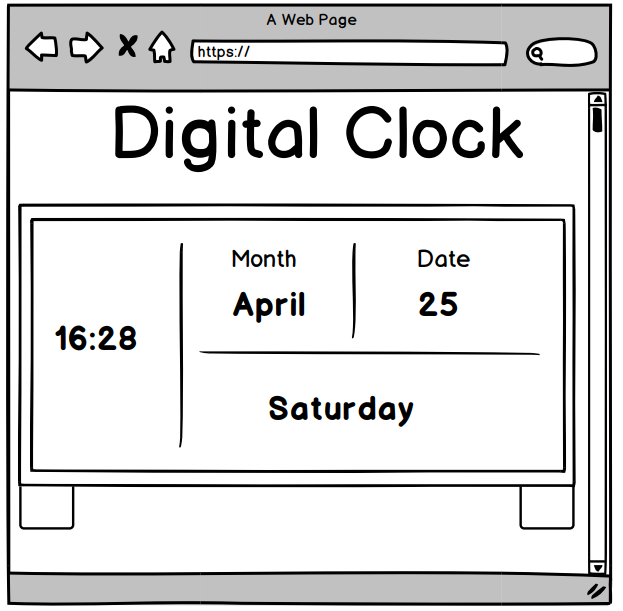 A Web Page
https://
Digital Clock
16:28
Month
April
Date
25
Saturday